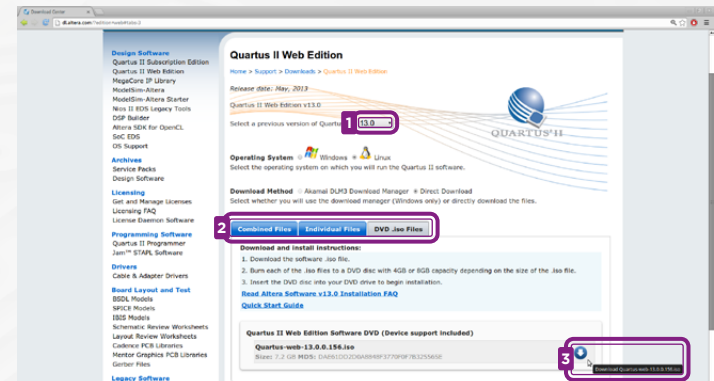 Download Center
dl.altera.com/?edition=web#tabs-2
Design Software
Quartus II Subscription Edition
Quartus II Web Edition
MegaCore IP Library
ModelSim-Altera
ModelSim-Altera Starter
Nios II EDS Legacy Tools
DSP Builder
Altera SDK for OpenCL
SoC EDS
OS Support
Archives
Service Packs
Design Software
Licensing
Get and Manage Licenses
Licensing FAQ
License Daemon Software
Programming Software
Quartus II Programmer
Jam™ STAPL Software
Drivers
Cable & Adapter Drivers
Board Layout and Test
BSDL Models
SPICE Models
IBIS Models
Schematic Review Worksheets
Layout Review Worksheets
Cadence PCB Libraries
Mentor Graphics PCB Libraries
Gerber Files
Legacy Software
Quartus II Web Edition
Home > Support > Downloads > Quartus II Web Edition
Release date: May, 2013
Quartus II Web Edition v13.0
Select a previous version of Quartus
1
13.0
QUARTUS II
Operating System Windows Linux
Select the operating system on which you will run the Quartus II software.
Download Method Akamai DLM3 Download Manager Direct Download
Select whether you will use the download manager (Windows only) or directly download the files.
2
Combined Files Individual Files DVD .iso Files
Download and install instructions:
1. Download the software .iso file.
2. Burn each of the .iso files to a DVD disc with 4GB or 8GB capacity depending on the size of the .iso file.
3. Insert the DVD disc into your DVD drive to begin installation.
Read Altera Software v13.0 Installation FAQ
Quick Start Guide
Quartus II Web Edition Software DVD (Device support included)
Quartus-web-13.0.0.156.iso
Size: 7.2 GB MD5:
3
Download Quartus-web-13.0.0.156.iso